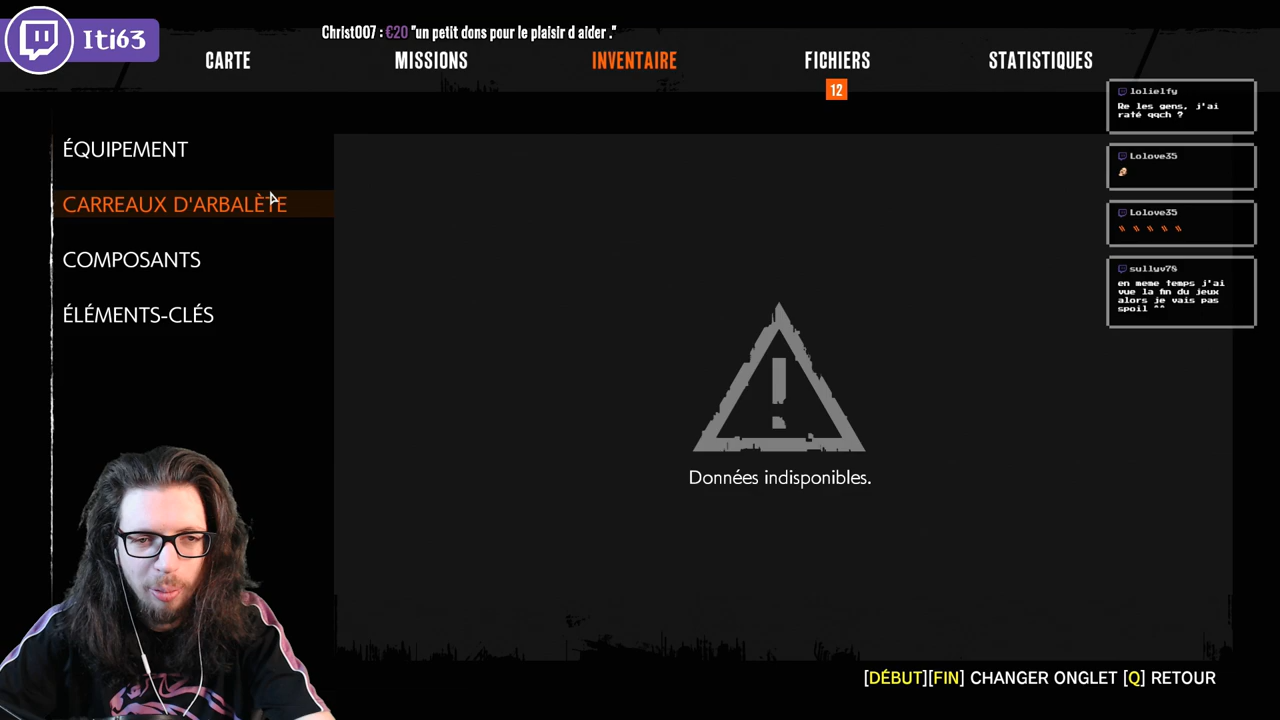 Iti63
Christ007 : €20 "un petit dons pour le plaisir d aider ."
CARTE
MISSIONS
INVENTAIRE
FICHIERS
STATISTIQUES
12
ÉQUIPEMENT
CARREAUX D'ARBALÈTE
COMPOSANTS
ÉLÉMENTS-CLÉS
Données indisponibles.
lolielfy
Re les gens, j'ai
raté qqch ?
Lolove35
Lolove35
sullyv78
en meme temps j'ai
vue la fin du jeux
alors je vais pas
spoil ^^
[DÉBUT][FIN] CHANGER ONGLET [Q] RETOUR